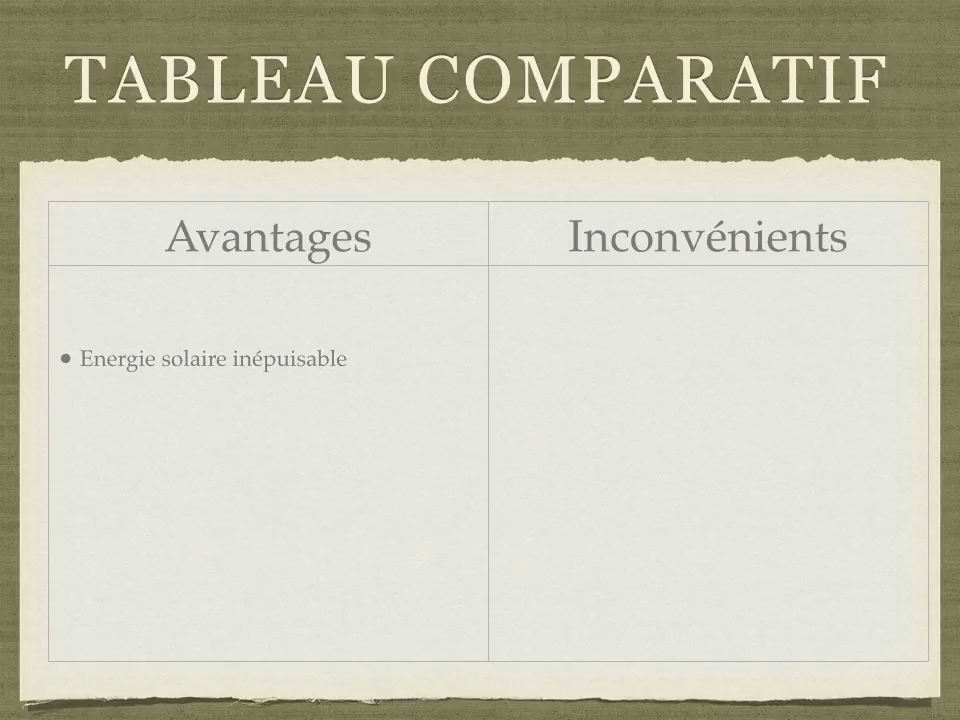 TABLEAU COMPARATIF
Avantages
Inconvénients
• Energie solaire inépuisable